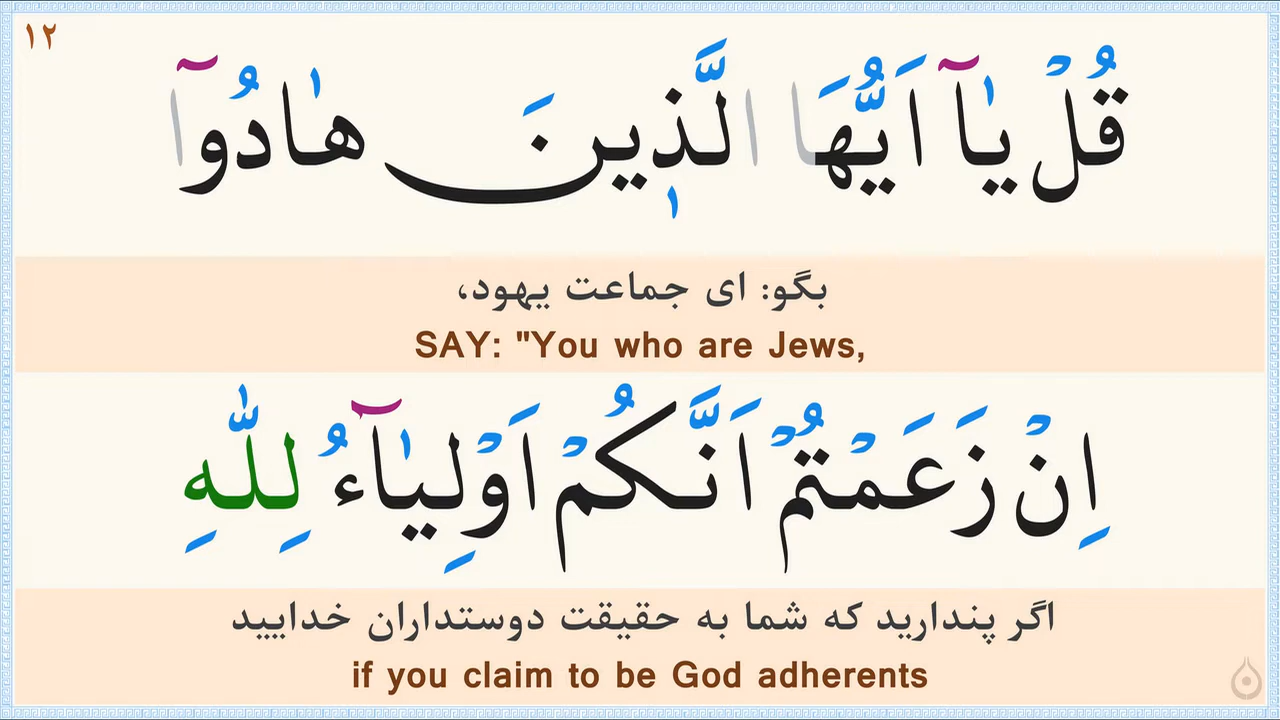 ١٢
قُلْ يٰآ اَيُّهَا الَّذٖينَ هٰادُوآا
بگو: ای جماعت یهود،
SAY: "You who are Jews,
اِنْ زَعَمْتُمْ اَنَّكُمْ اَوْلِيٰآءُ لِلّٰهِ
اگر پندارید که شما به حقیقت دوستداران خدایید
if you claim to be God adherents